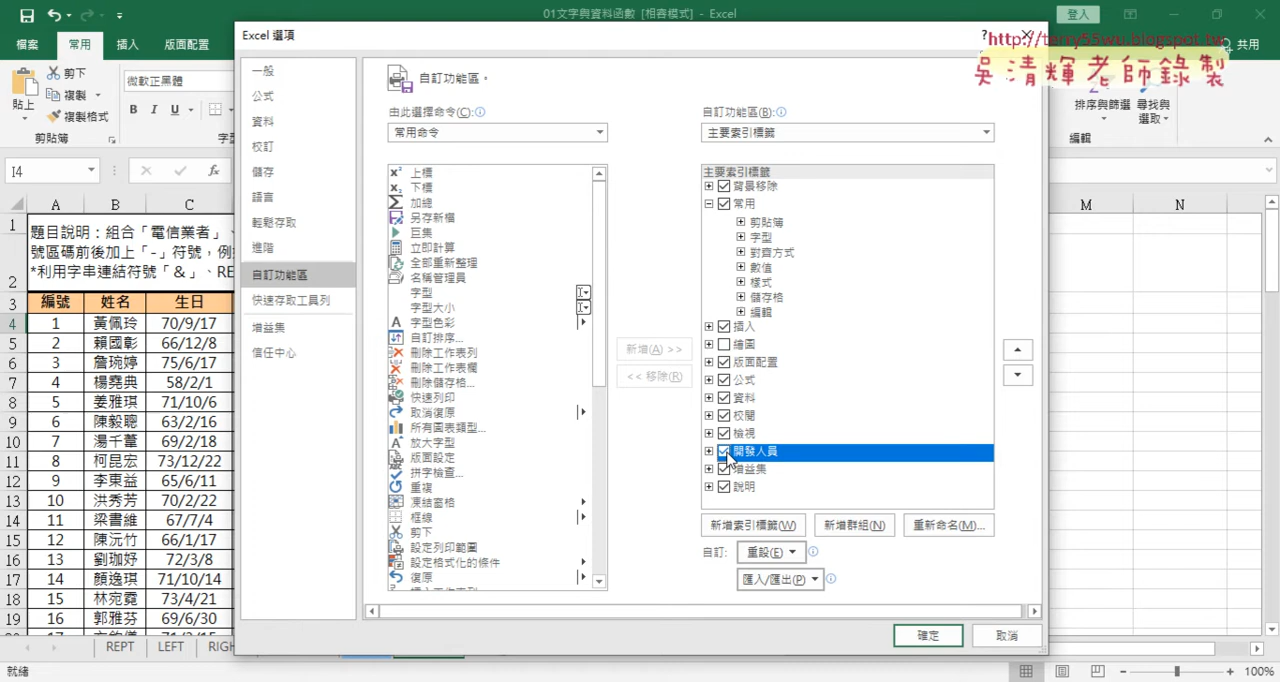 01文字與資料函數 [相容模式] - Excel
登入
檔案
常用
插入
版面配置
共用
http://terry55wu.blogspot.tw
吳清輝老師錄製
貼上
剪下
複製
複製格式
剪貼簿
微軟正黑體
B I U
排序與篩選
尋找與
選取
編輯
I4
fx
A B C M N
題目說明：組合「電信業者」、
號區碼前後加上「-」符號，例
*利用字串連結符號「&」、RE
編號 姓名 生日
1 黃佩玲 70/9/17
2 賴國彰 66/12/8
3 詹琬婷 75/6/17
4 楊堯典 58/2/1
5 姜雅琪 71/10/6
6 陳毅聰 63/2/16
7 湯千葦 69/2/18
8 柯昆宏 73/12/22
9 李東益 65/6/11
10 洪秀芳 70/2/22
11 梁書維 67/7/4
12 陳沅竹 66/1/17
13 劉珈妤 72/3/8
14 顏逸琪 71/10/14
15 林宛霓 73/4/21
16 郭雅芬 69/6/30
REPT
LEFT
就緒
100%
Excel 選項
?
一般
公式
資料
校訂
儲存
語言
輕鬆存取
進階
自訂功能區
快速存取工具列
增益集
信任中心
自訂功能區。
由此選擇命令(C):
常用命令
上標
下標
加總
另存新檔
巨集
立即計算
全部重新整理
名稱管理員
字型
字型大小
字型色彩
自訂排序...
刪除工作表列
刪除工作表欄
刪除儲存格...
快速列印
取消復原
所有圖表類型...
放大字型
版面設定
拼字檢查...
重複
凍結窗格
框線
剪下
設定列印範圍
設定格式化的條件
復原
新增(A) >>
<< 移除(R)
自訂功能區(B):
主要索引標籤
主要索引標籤
背景移除
常用
剪貼簿
字型
對齊方式
數值
樣式
儲存格
編輯
插入
繪圖
版面配置
公式
資料
校閱
檢視
開發人員
增益集
說明
新增索引標籤(W)
新增群組(N)
重新命名(M)...
自訂:
重設(E)
匯入/匯出(P)
確定
取消